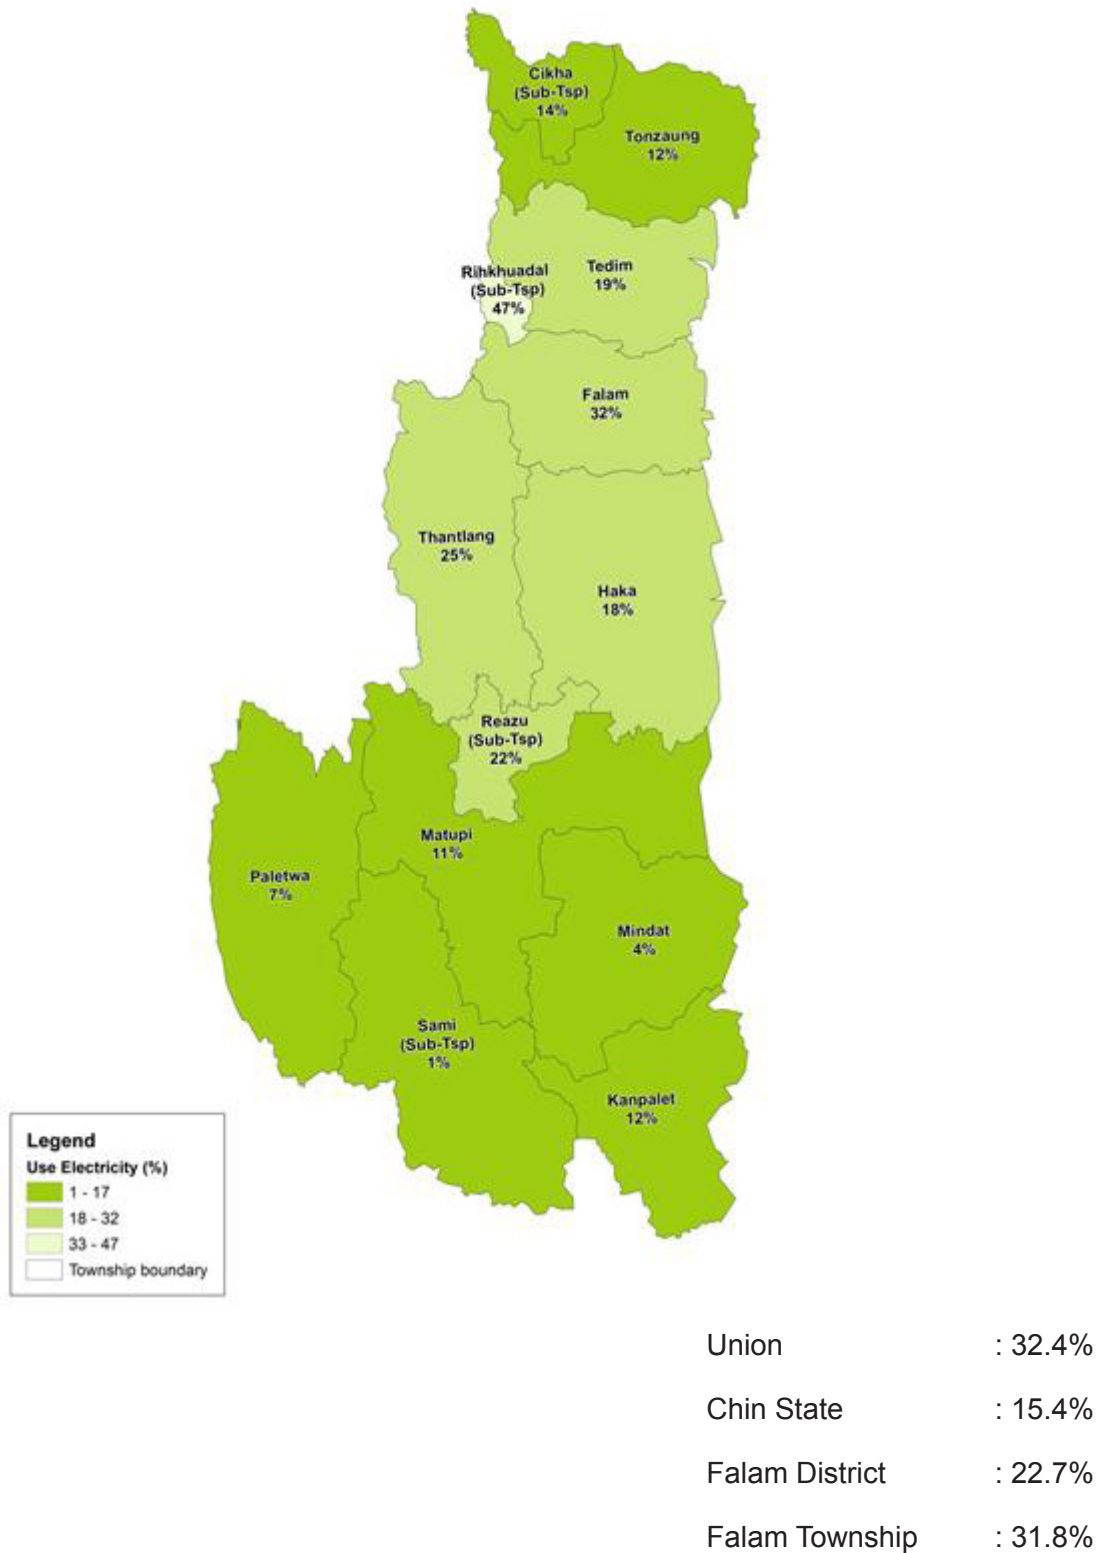 Cikha
(Sub-Tsp)
14%
Tonzaung
12%
Rihkhuadal
(Sub-Tsp)
47%
Tedim
19%
Falam
32%
Thantlang
25%
Haka
18%
Reazu
(Sub-Tsp)
22%
Matupi
11%
Paletwa
7%
Mindat
4%
Sami
(Sub-Tsp)
1%
Kanpalet
12%
Legend
Use Electricity (%)
1 - 17
18 - 32
33 - 47
Township boundary
Union : 32.4%
Chin State : 15.4%
Falam District : 22.7%
Falam Township : 31.8%